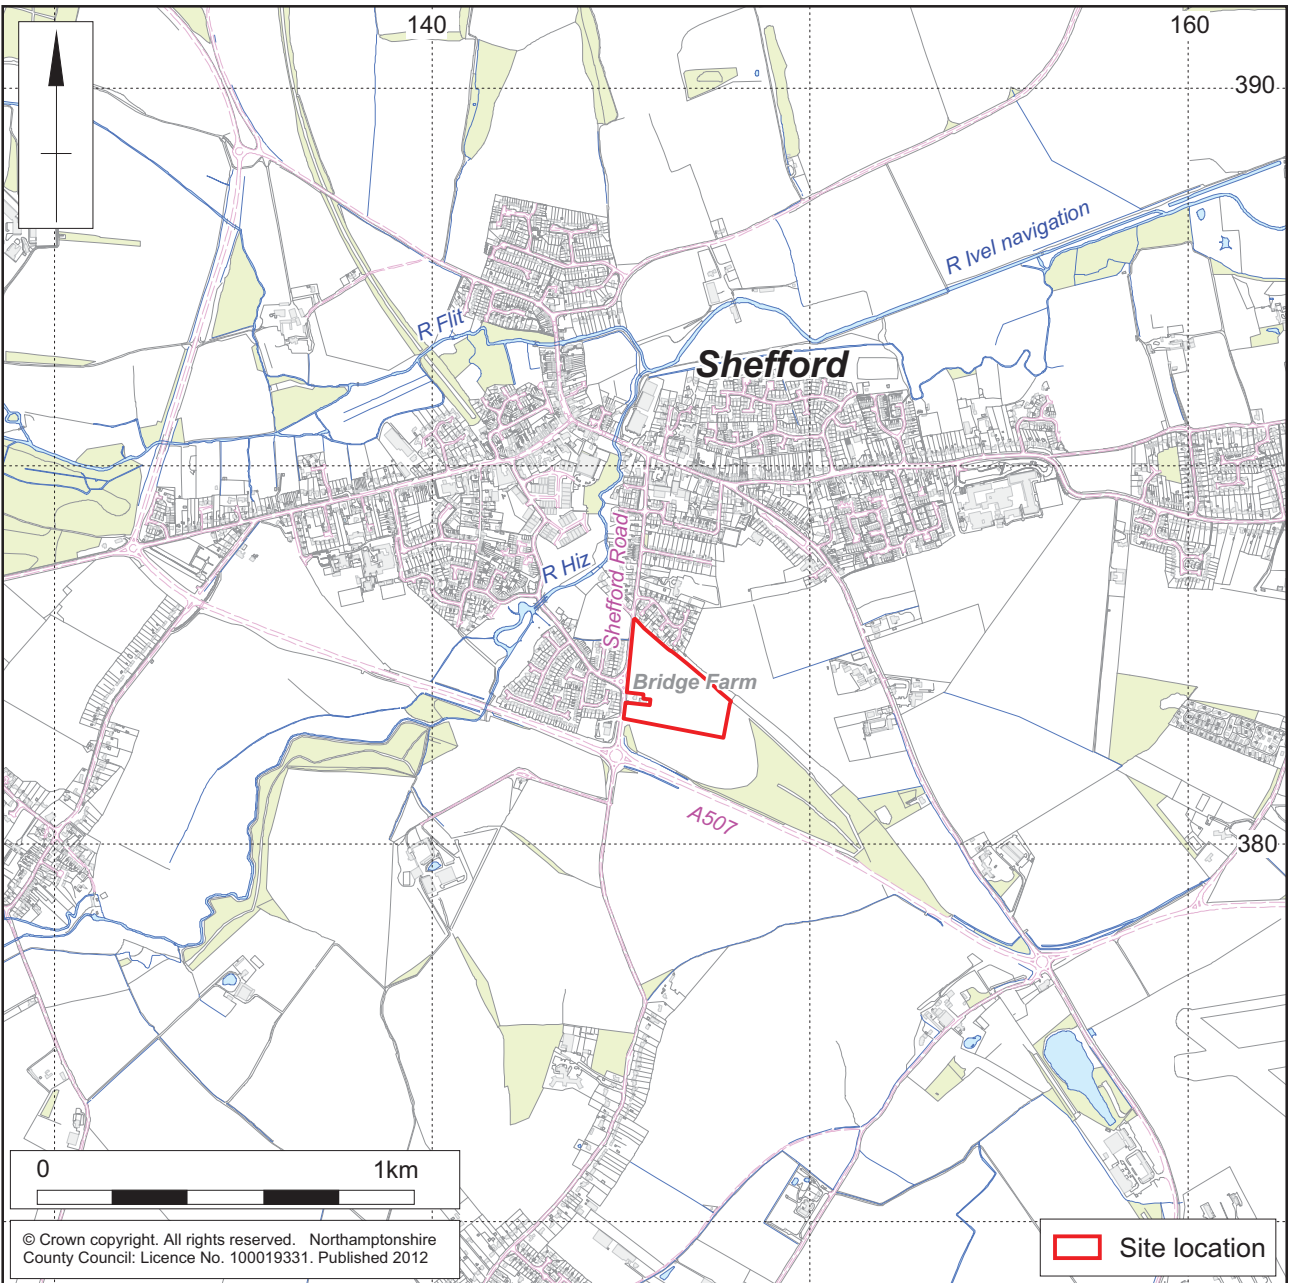 140
160
390
R Ivel navigation
R Flit
Shefford
Shefford Road
R Hiz
Bridge Farm
A507
380
0 1km
© Crown copyright. All rights reserved. Northamptonshire
County Council: Licence No. 100019331. Published 2012
Site location